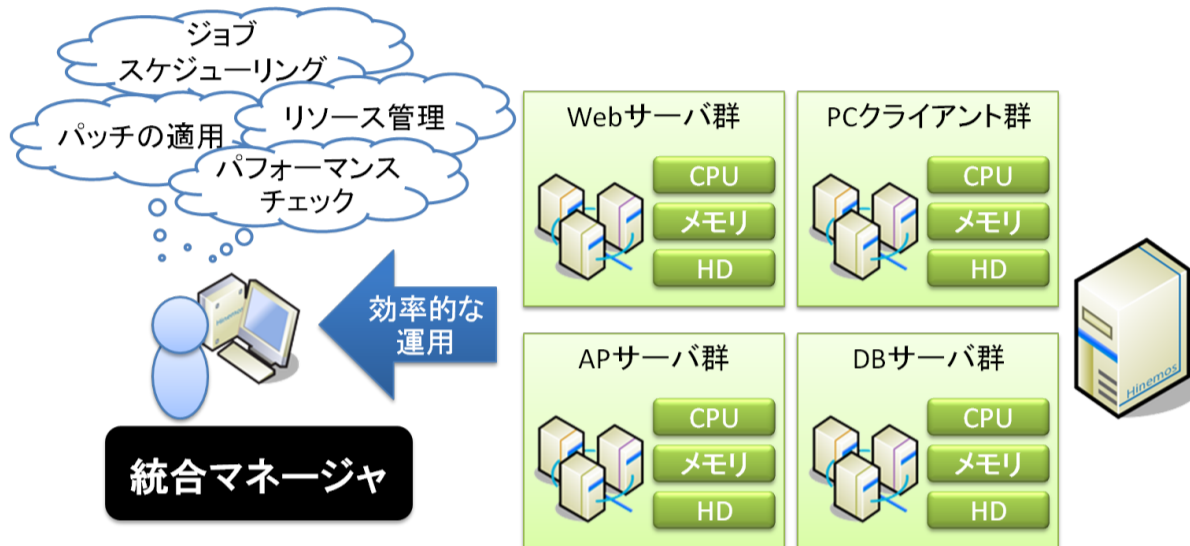 ジョブ
スケジューリング
パッチの適用
リソース管理
パフォーマンス
チェック
Hinemos
効率的な
運用
統合マネージャ
Webサーバ群
CPU
メモリ
HD
PCクライアント群
CPU
メモリ
HD
APサーバ群
CPU
メモリ
HD
DBサーバ群
CPU
メモリ
HD
Hinemos